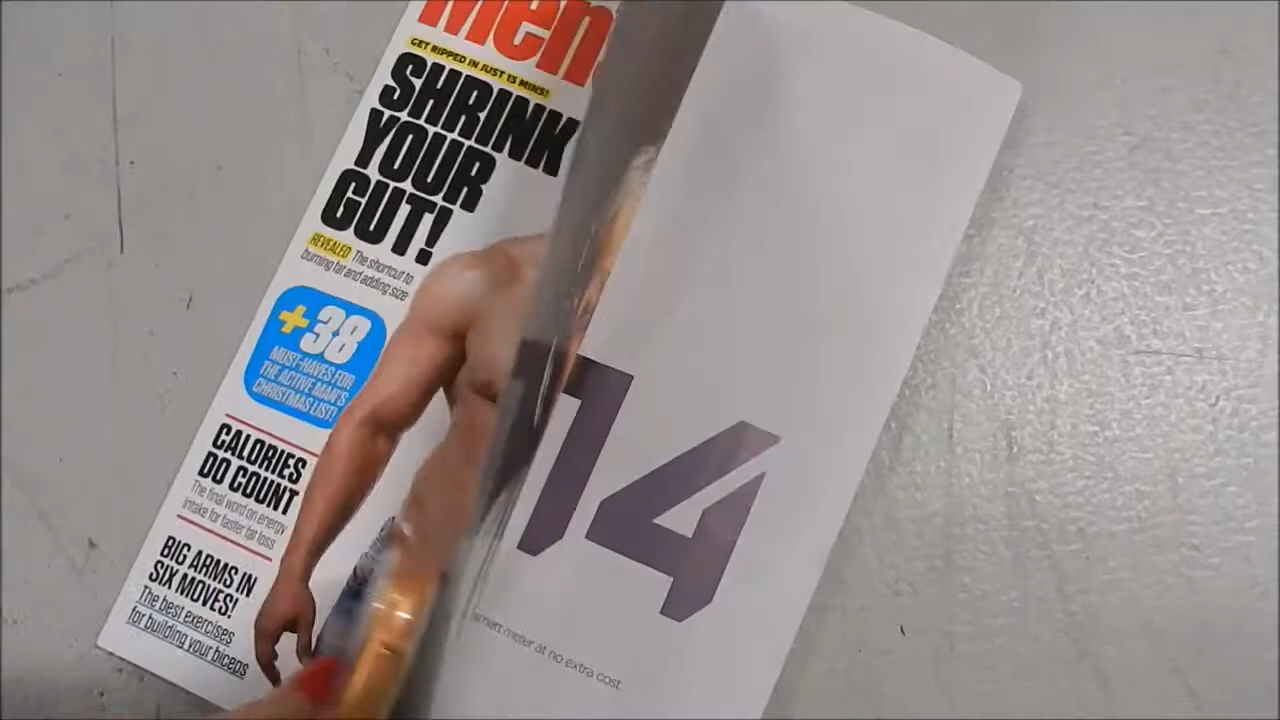 Men
GET RIPPED IN JUST 15 MINS!
SHRINK
YOUR
GUT!
REVEALED The shortcut to
burning fat and adding size
+38
MUST-HAVES FOR
THE ACTIVE MAN'S
CHRISTMAS LIST!
CALORIES
DO COUNT
The final word on energy
intake for faster fat loss
BIG ARMS IN
SIX MOVES!
The best exercises
for building your biceps
14
smart meter at no extra cost